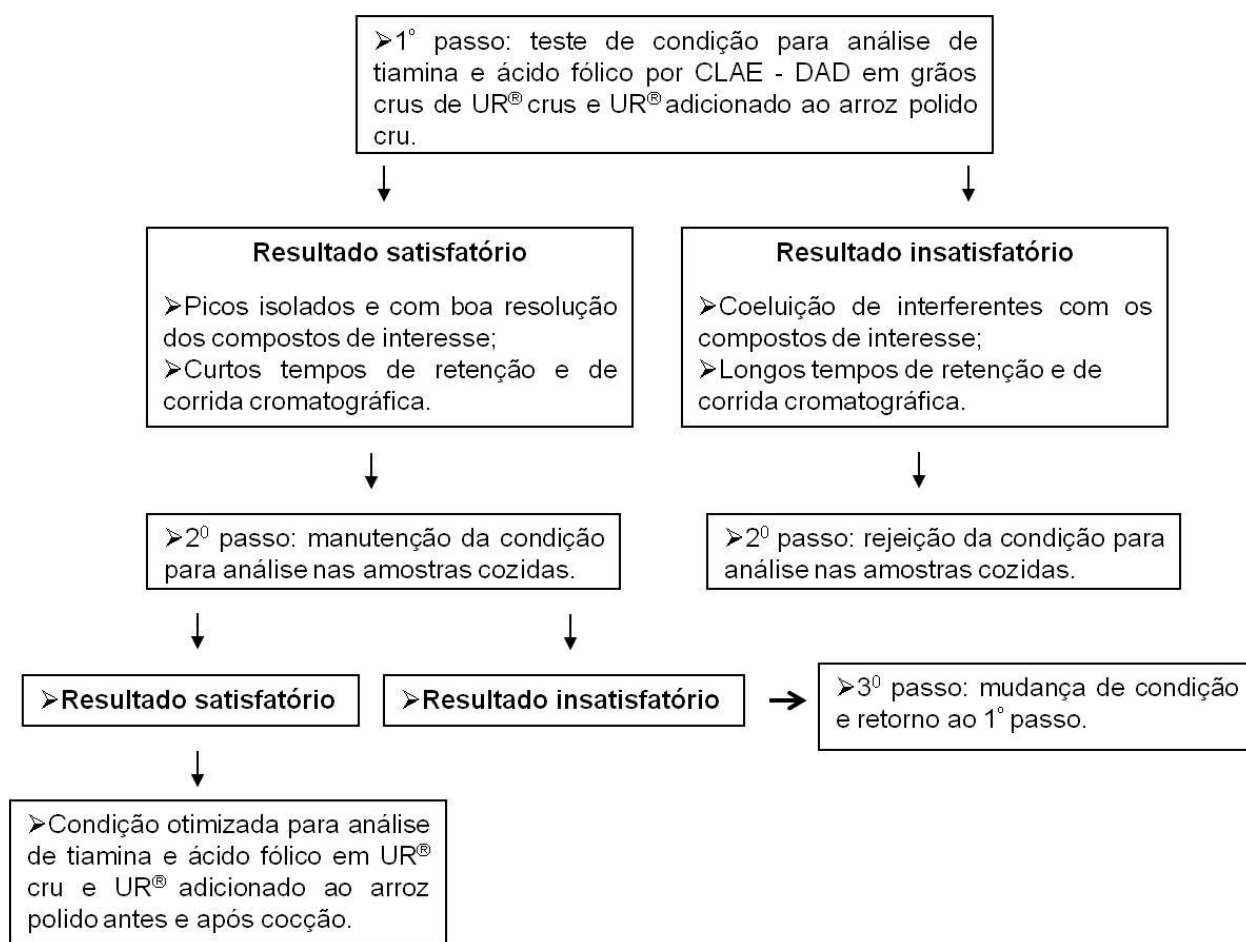 ➢1° passo: teste de condição para análise de
tiamina e ácido fólico por CLAE - DAD em grãos
crus de UR® crus e UR® adicionado ao arroz polido
cru.
Resultado satisfatório
➢Picos isolados e com boa resolução
dos compostos de interesse;
➢Curtos tempos de retenção e de
corrida cromatográfica.
Resultado insatisfatório
➢Coeluição de interferentes com os
compostos de interesse;
➢Longos tempos de retenção e de
corrida cromatográfica.
➢2⁰ passo: manutenção da condição
para análise nas amostras cozidas.
➢2⁰ passo: rejeição da condição para
análise nas amostras cozidas.
➢Resultado satisfatório
➢Resultado insatisfatório
➢3⁰ passo: mudança de condição
e retorno ao 1° passo.
➢Condição otimizada para análise
de tiamina e ácido fólico em UR®
cru e UR® adicionado ao arroz
polido antes e após cocção.